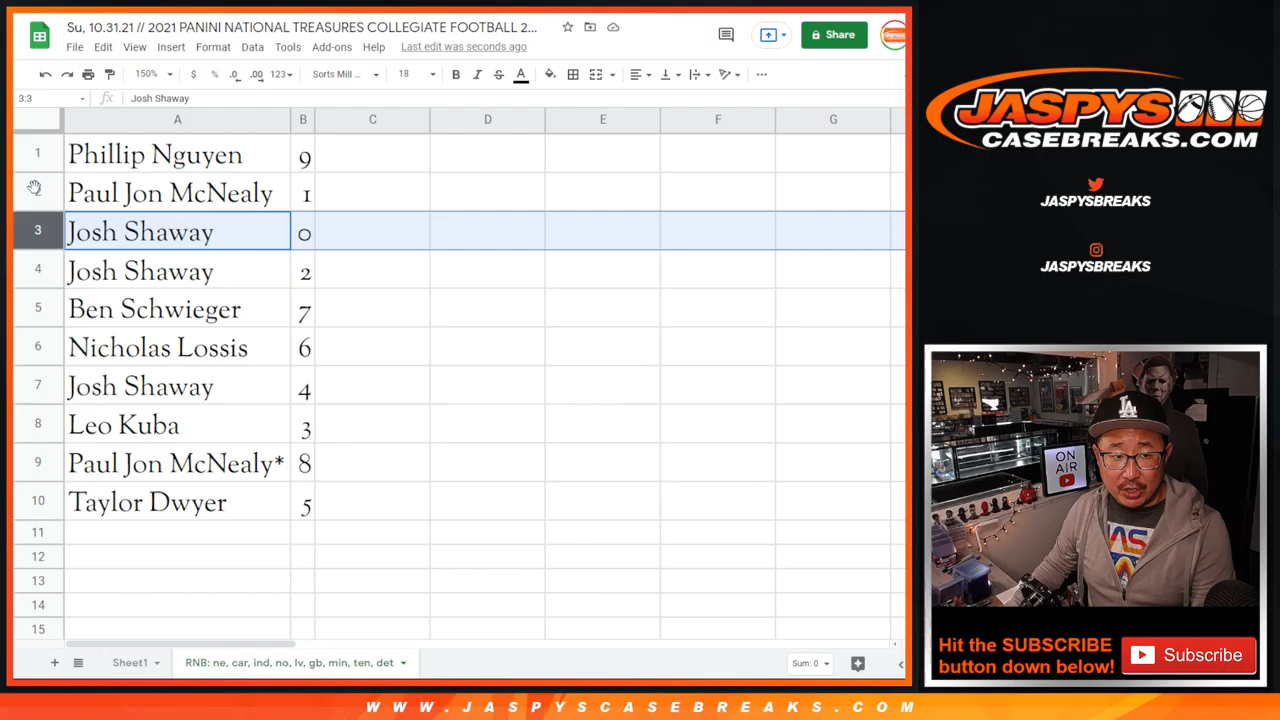 Su, 10.31.21 // 2021 PANINI NATIONAL TREASURES COLLEGIATE FOOTBALL 2...
File Edit View Insert Format Data Tools Add-ons Help Last edit was seconds ago
Share
150% $ % .0 .00 123 Sorts Mill ... 18 B I S A
3:3 fx Josh Shaway
A B C D E F G
1 Phillip Nguyen 9
2 Paul Jon McNealy 1
3 Josh Shaway 0
4 Josh Shaway 2
5 Ben Schwieger 7
6 Nicholas Lossis 6
7 Josh Shaway 4
8 Leo Kuba 3
9 Paul Jon McNealy* 8
10 Taylor Dwyer 5
11
12
13
14
15
Sheet1 RNB: ne, car, ind, no, lv, gb, min, ten, det Sum: 0
JASPYS
CASEBREAKS.COM
JASPYSBREAKS
JASPYSBREAKS
LA
ON
AIR
Hit the SUBSCRIBE
button down below!
Subscribe
WWW.JASPYSCASEBREAKS.COM